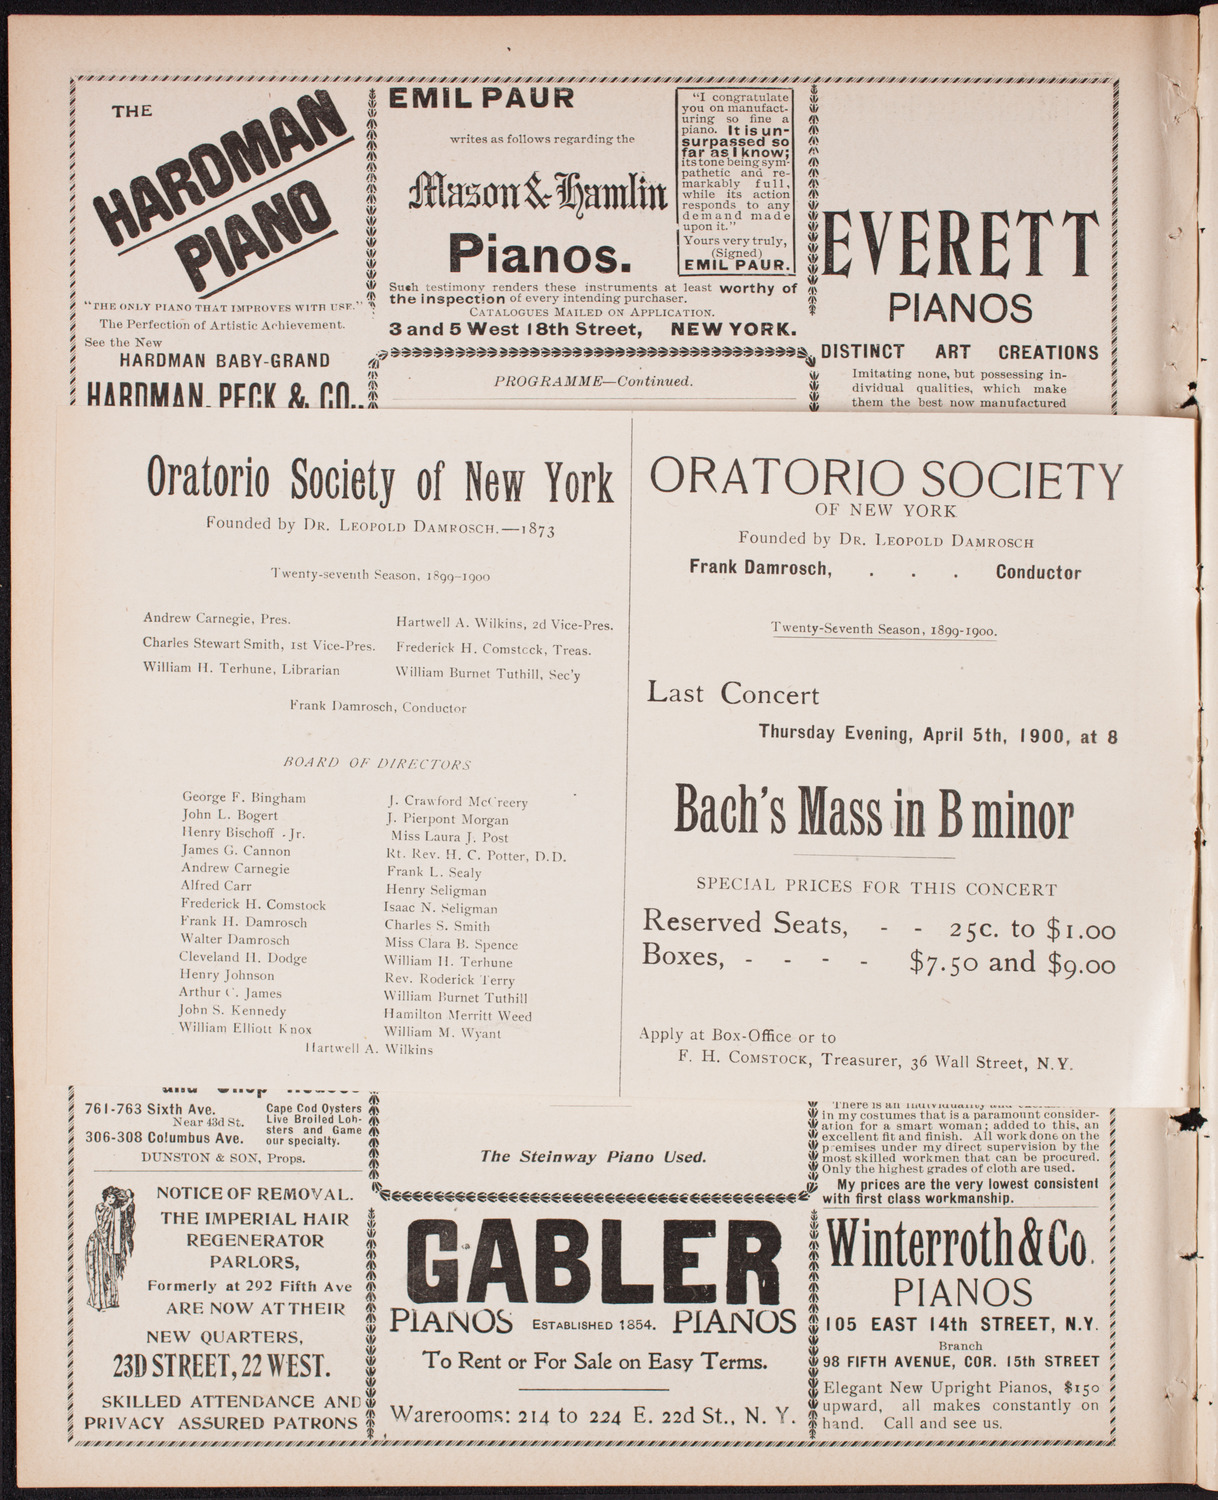 THE
HARDMAN
PIANO
"THE ONLY PIANO THAT IMPROVES WITH USE."
The Perfection of Artistic Achievement.
See the New
HARDMAN BABY-GRAND
HARDMAN, PECK & CO.,
EMIL PAUR
writes as follows regarding the
Mason & Hamlin
Pianos.
"I congratulate
you on manufact-
uring so fine a
piano. It is un-
surpassed so
far as I know;
its tone being sym-
pathetic and re-
markably full,
while its action
responds to any
demand made
upon it."
Yours very truly,
(Signed)
EMIL PAUR.
Such testimony renders these instruments at least worthy of
the inspection of every intending purchaser.
CATALOGUES MAILED ON APPLICATION.
3 and 5 West 18th Street, NEW YORK.
PROGRAMME—Continued.
EVERETT
PIANOS
DISTINCT ART CREATIONS
Imitating none, but possessing in-
dividual qualities, which make
them the best now manufactured
Oratorio Society of New York
Founded by DR. LEOPOLD DAMROSCH.—1873
Twenty-seventh Season, 1899-1900
Andrew Carnegie, Pres.
Charles Stewart Smith, 1st Vice-Pres.
William H. Terhune, Librarian
Hartwell A. Wilkins, 2d Vice-Pres.
Frederick H. Comstock, Treas.
William Burnet Tuthill, Sec'y
Frank Damrosch, Conductor
BOARD OF DIRECTORS
George F. Bingham
John L. Bogert
Henry Bischoff - Jr.
James G. Cannon
Andrew Carnegie
Alfred Carr
Frederick H. Comstock
Frank H. Damrosch
Walter Damrosch
Cleveland H. Dodge
Henry Johnson
Arthur C. James
John S. Kennedy
William Elliott Knox
J. Crawford McCreery
J. Pierpont Morgan
Miss Laura J. Post
Rt. Rev. H. C. Potter, D.D.
Frank L. Sealy
Henry Seligman
Isaac N. Seligman
Charles S. Smith
Miss Clara B. Spence
William H. Terhune
Rev. Roderick Terry
William Burnet Tuthill
Hamilton Merritt Weed
William M. Wyant
Hartwell A. Wilkins
ORATORIO SOCIETY
OF NEW YORK
Founded by DR. LEOPOLD DAMROSCH
Frank Damrosch, . . . Conductor
Twenty-Seventh Season, 1899-1900.
Last Concert
Thursday Evening, April 5th, 1900, at 8
Bach's Mass in B minor
SPECIAL PRICES FOR THIS CONCERT
Reserved Seats, - - 25c. to $1.00
Boxes, - - - - $7.50 and $9.00
Apply at Box-Office or to
F. H. COMSTOCK, Treasurer, 36 Wall Street, N.Y.
761-763 Sixth Ave.
Near 43d St.
306-308 Columbus Ave.
Cape Cod Oysters
Live Broiled Lob-
sters and Game
our specialty.
DUNSTON & SON, Props.
NOTICE OF REMOVAL.
THE IMPERIAL HAIR
REGENERATOR
PARLORS,
Formerly at 292 Fifth Ave
ARE NOW AT THEIR
NEW QUARTERS,
23D STREET, 22 WEST.
SKILLED ATTENDANCE AND
PRIVACY ASSURED PATRONS
The Steinway Piano Used.
GABLER
PIANOS ESTABLISHED 1854. PIANOS
To Rent or For Sale on Easy Terms.
Warerooms: 214 to 224 E. 22d St., N. Y.
There is an individuality and
in my costumes that is a paramount consider-
ation for a smart woman; added to this, an
excellent fit and finish. All work done on the
premises under my direct supervision by the
most skilled workmen that can be procured.
Only the highest grades of cloth are used.
My prices are the very lowest consistent
with first class workmanship.
Winterroth & Co.
PIANOS
105 EAST 14th STREET, N.Y.
Branch
98 FIFTH AVENUE, COR. 15th STREET
Elegant New Upright Pianos, $150
upward, all makes constantly on
hand. Call and see us.